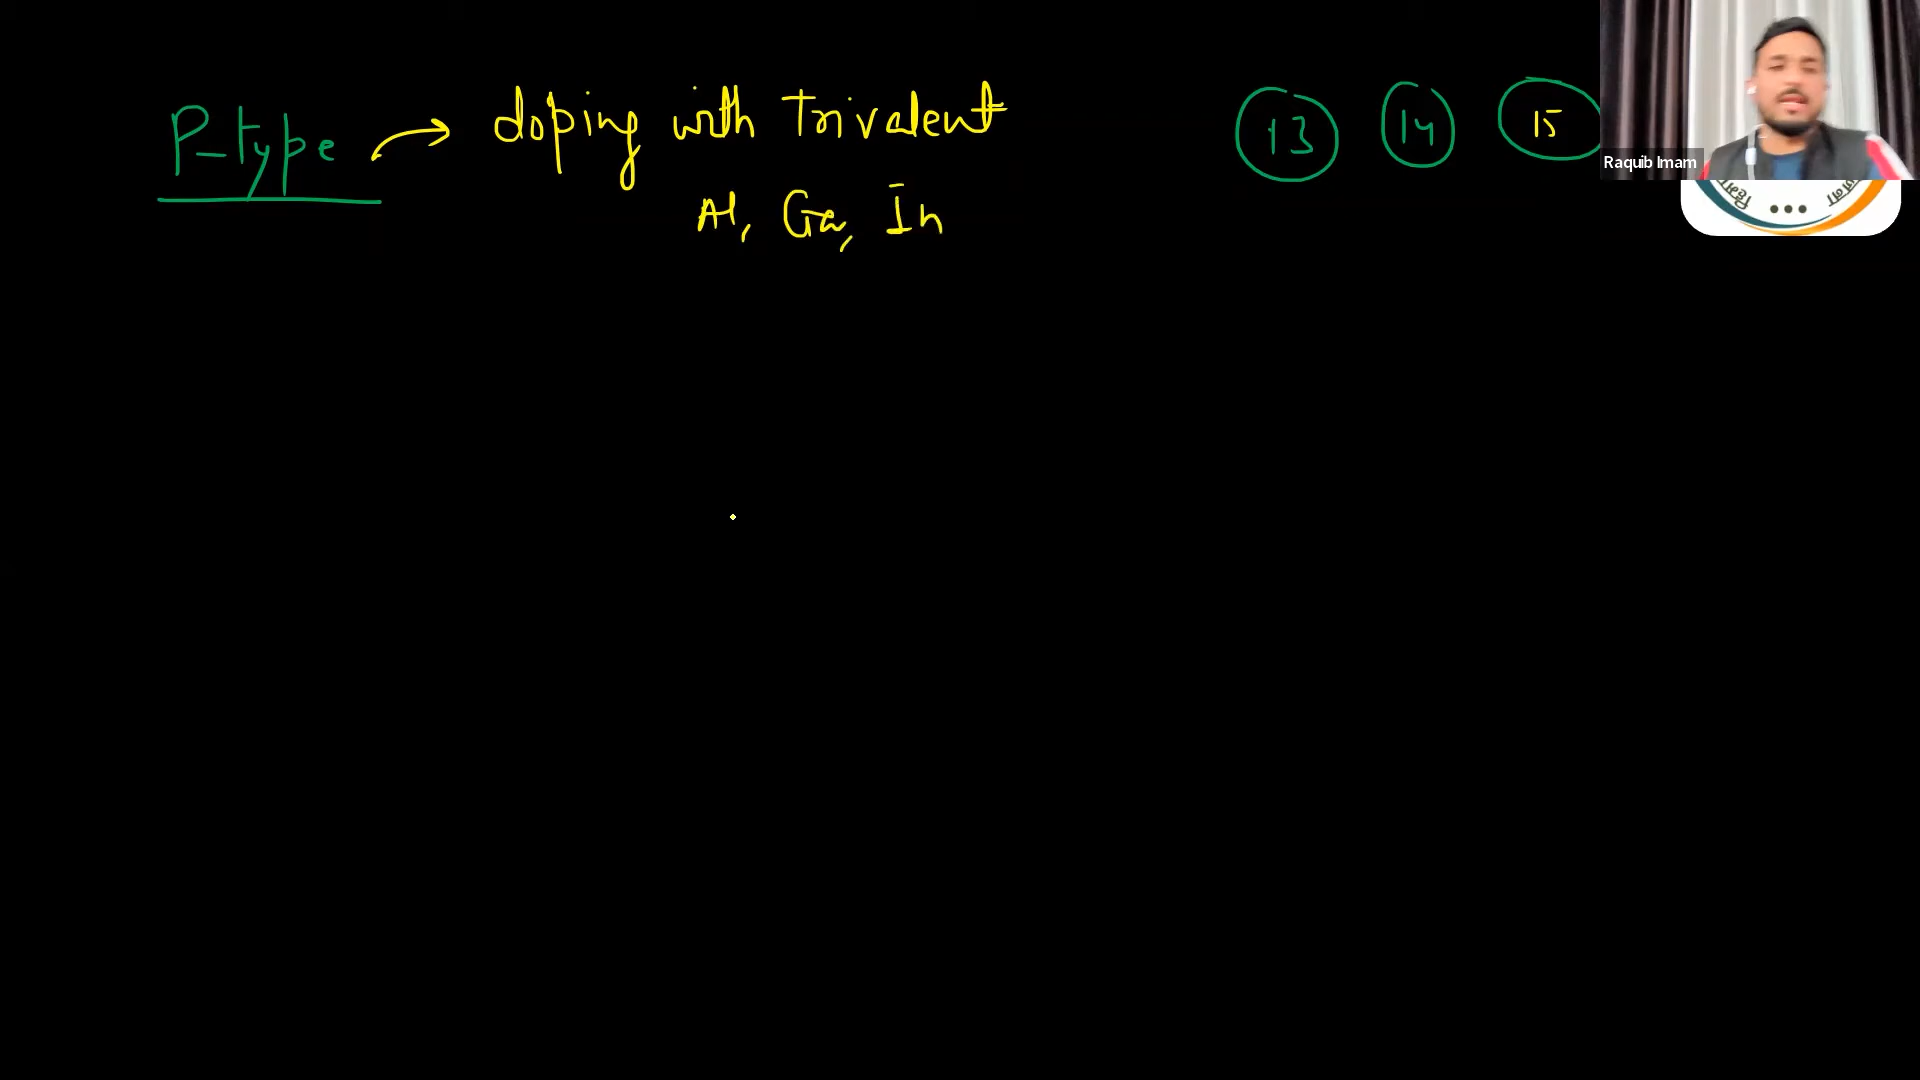 P-type → doping with Trivalent
Al, Ga, In
13 14 15
Raquib Imam